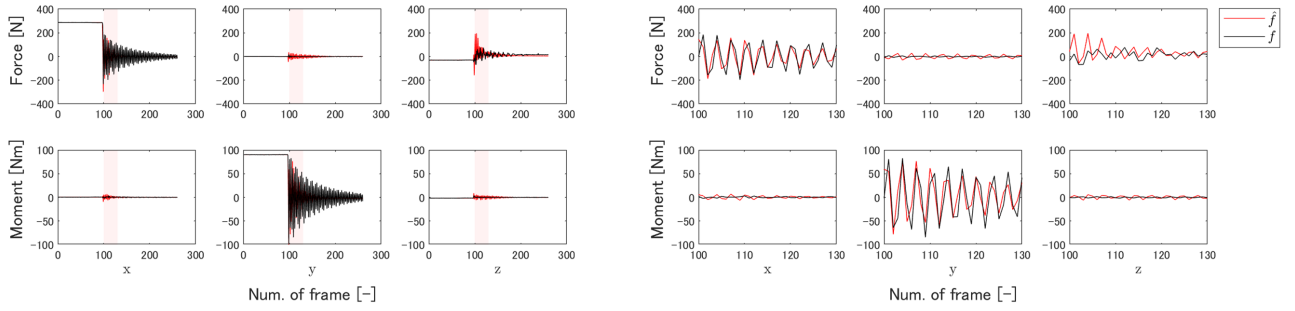 400 400 400 400 400 400
f̂
200 200 200 200 200 200
f
Force [N] 0 0 0 Force [N] 0 0 0
−200 −200 −200 −200 −200 −200
−400 −400 −400 −400 −400 −400
0 100 200 300 0 100 200 300 0 100 200 300 100 110 120 130 100 110 120 130 100 110 120 130
100 100 100 100 100 100
50 50 50 50 50 50
Moment [Nm] 0 0 0 Moment [Nm] 0 0 0
−50 −50 −50 −50 −50 −50
−100 −100 −100 −100 −100 −100
0 100 200 300 0 100 200 300 0 100 200 300 100 110 120 130 100 110 120 130 100 110 120 130
x y z x y z
Num. of frame [-] Num. of frame [-]